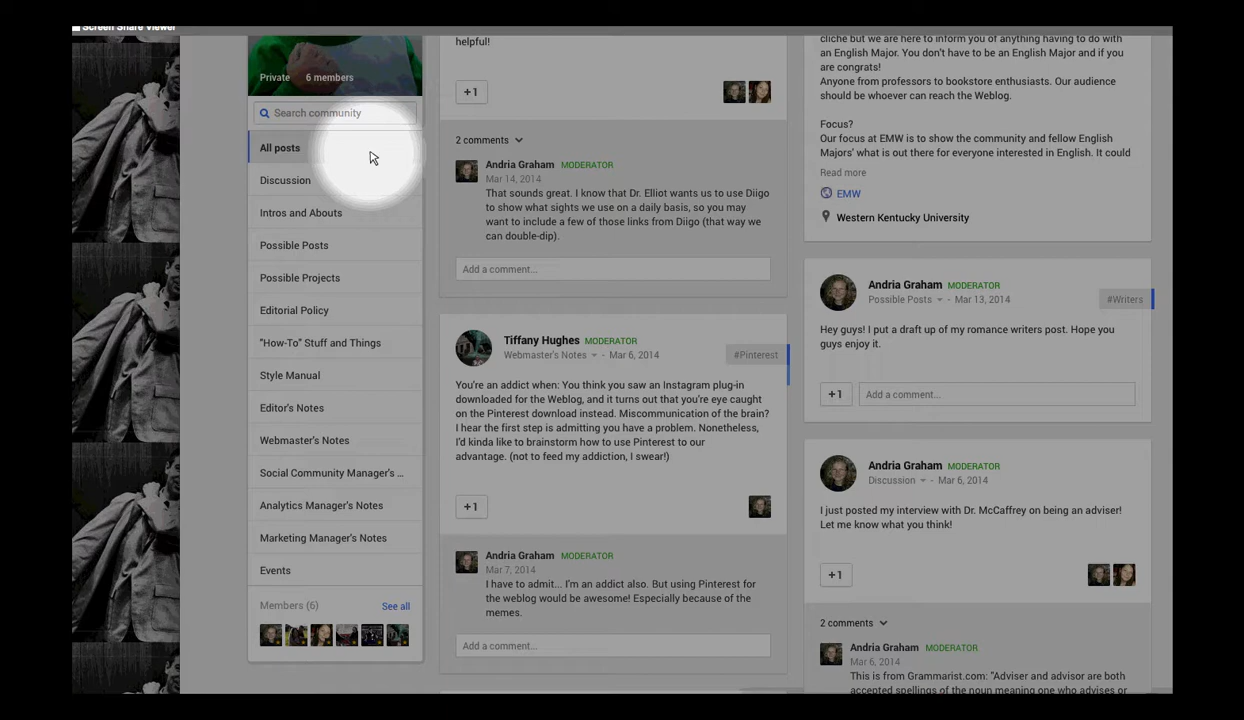 Screen Share Viewer
Private 6 members
Search community
All posts
Discussion
Intros and Abouts
Possible Posts
Possible Projects
Editorial Policy
"How-To" Stuff and Things
Style Manual
Editor's Notes
Webmaster's Notes
Social Community Manager's ...
Analytics Manager's Notes
Marketing Manager's Notes
Events
Members (6) See all
helpful!
+1
2 comments
Andria Graham MODERATOR
Mar 14, 2014
That sounds great. I know that Dr. Elliot wants us to use Diigo
to show what sights we use on a daily basis, so you may
want to include a few of those links from Diigo (that way we
can double-dip).
Add a comment...
Tiffany Hughes MODERATOR
Webmaster's Notes - Mar 6, 2014
#Pinterest
You're an addict when: You think you saw an Instagram plug-in
downloaded for the Weblog, and it turns out that you're eye caught
on the Pinterest download instead. Miscommunication of the brain?
I hear the first step is admitting you have a problem. Nonetheless,
I'd kinda like to brainstorm how to use Pinterest to our
advantage. (not to feed my addiction, I swear!)
+1
Andria Graham MODERATOR
Mar 7, 2014
I have to admit... I'm an addict also. But using Pinterest for
the weblog would be awesome! Especially because of the
memes.
Add a comment...
cliche but we are here to inform you of anything having to do with
an English Major. You don't have to be an English Major and if you
are congrats!
Anyone from professors to bookstore enthusiasts. Our audience
should be whoever can reach the Weblog.
Focus?
Our focus at EMW is to show the community and fellow English
Majors' what is out there for everyone interested in English. It could
Read more
EMW
Western Kentucky University
Andria Graham MODERATOR
Possible Posts - Mar 13, 2014
#Writers
Hey guys! I put a draft up of my romance writers post. Hope you
guys enjoy it.
+1
Add a comment...
Andria Graham MODERATOR
Discussion - Mar 6, 2014
I just posted my interview with Dr. McCaffrey on being an adviser!
Let me know what you think!
+1
2 comments
Andria Graham MODERATOR
Mar 6, 2014
This is from Grammarist.com: "Adviser and advisor are both
accepted spellings of the noun meaning one who advises or